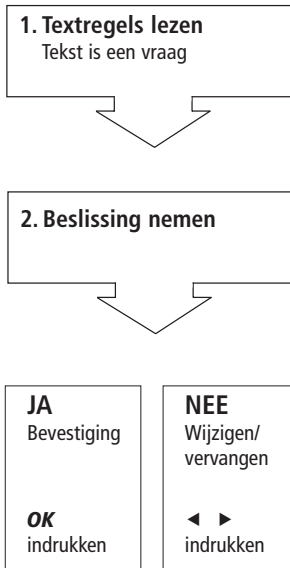 1. Textregels lezen
Tekst is een vraag
2. Beslissing nemen
JA
Bevestiging
OK
indrukken
NEE
Wijzigen/
vervangen
◄ ►
indrukken